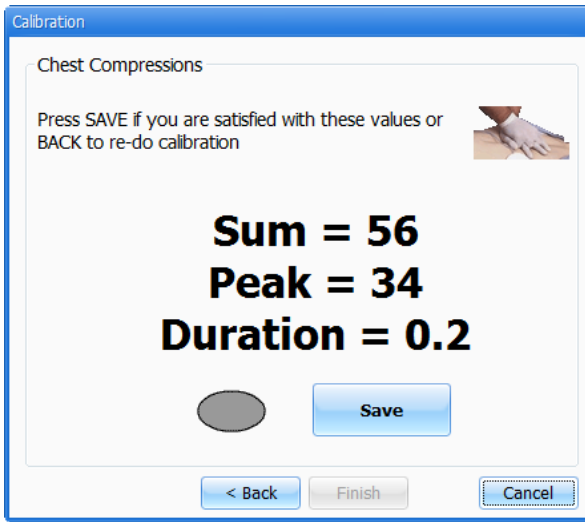 Calibration
Chest Compressions
Press SAVE if you are satisfied with these values or
BACK to re-do calibration
Sum = 56
Peak = 34
Duration = 0.2
Save
< Back
Finish
Cancel